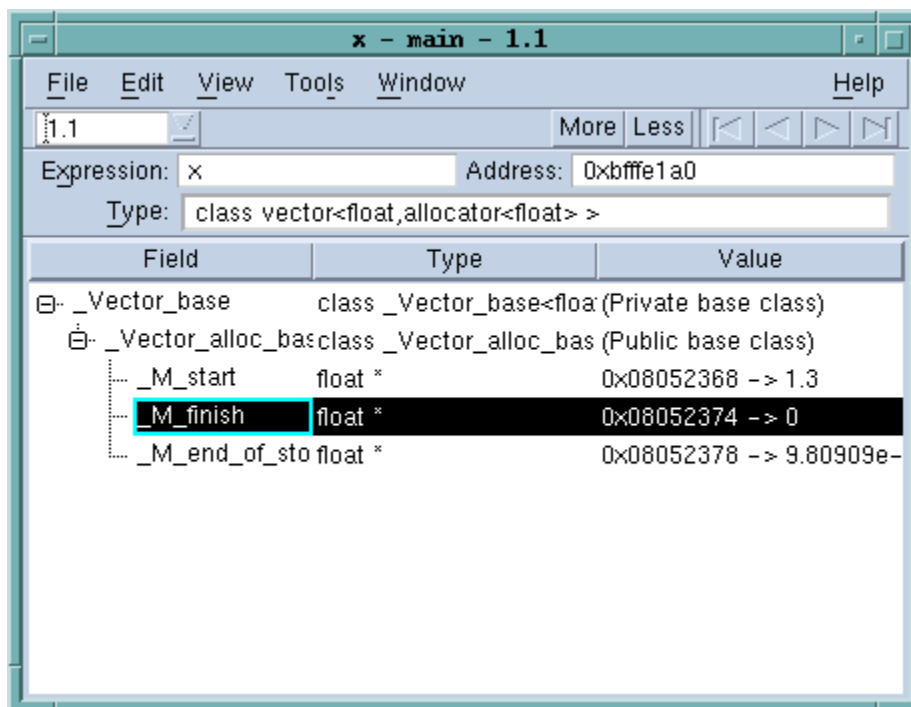 x - main - 1.1
File Edit View Tools Window Help
1.1 More Less
Expression: x Address: 0xbfffe1a0
Type: class vector<float,allocator<float> >
Field Type Value
_Vector_base class _Vector_base<floa (Private base class)
_Vector_alloc_bas class _Vector_alloc_bas (Public base class)
_M_start float * 0x08052368 -> 1.3
_M_finish float * 0x08052374 -> 0
_M_end_of_sto float * 0x08052378 -> 9.80909e-